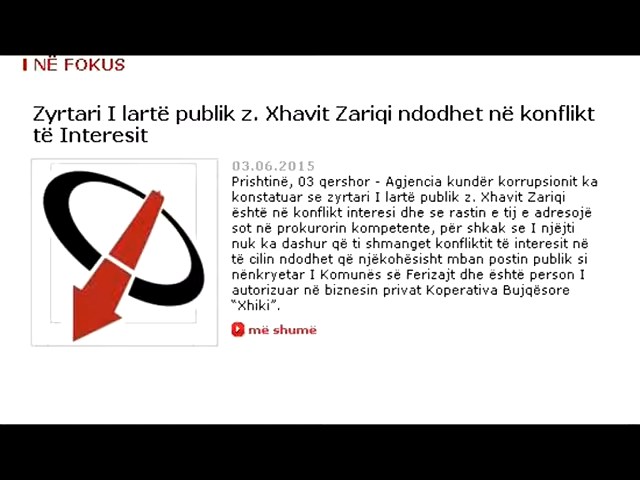 I NË FOKUS
Zyrtari I lartë publik z. Xhavit Zariqi ndodhet në konflikt
të Interesit
03.06.2015
Prishtinë, 03 qershor - Agjencia kundër korrupsionit ka
konstatuar se zyrtari I lartë publik z. Xhavit Zariqi
është në konflikt interesi dhe se rastin e tij e adresojë
sot në prokurorin kompetente, për shkak se I njëjti
nuk ka dashur që ti shmanget konfliktit të interesit në
të cilin ndodhet që njëkohësisht mban postin publik si
nënkryetar I Komunës së Ferizajt dhe është person I
autorizuar në biznesin privat Koperativa Bujqësore
“Xhiki”.
më shumë